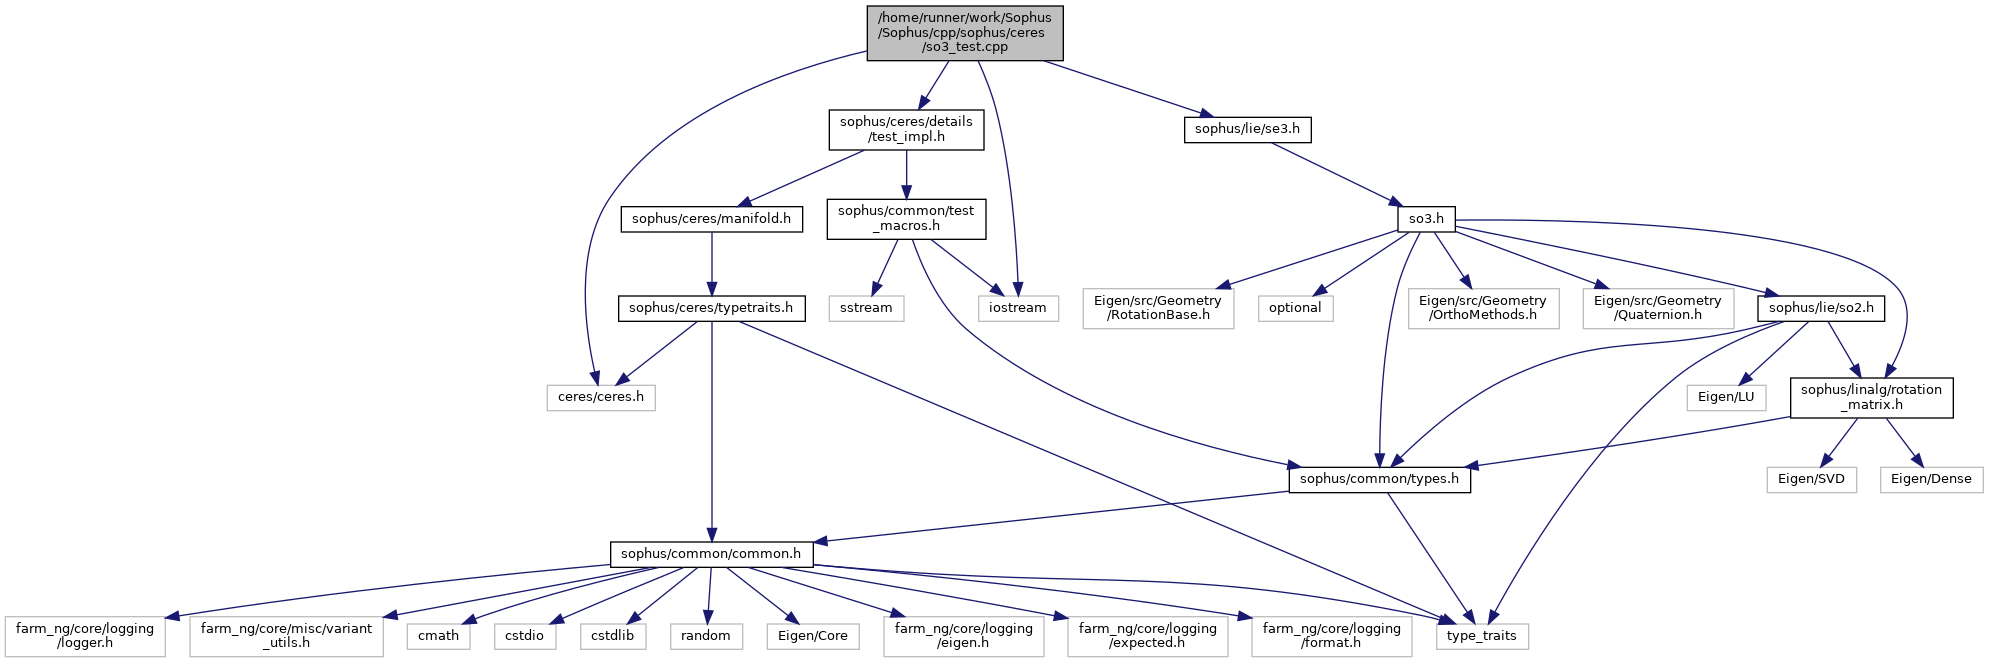 /home/runner/work/Sophus
/Sophus/cpp/sophus/ceres
/so3_test.cpp
sophus/ceres/details
/test_impl.h
sophus/lie/se3.h
sophus/ceres/manifold.h
sophus/common/test
_macros.h
so3.h
sophus/ceres/typetraits.h
sstream
iostream
Eigen/src/Geometry
/RotationBase.h
optional
Eigen/src/Geometry
/OrthoMethods.h
Eigen/src/Geometry
/Quaternion.h
sophus/lie/so2.h
ceres/ceres.h
Eigen/LU
sophus/linalg/rotation
_matrix.h
sophus/common/types.h
Eigen/SVD
Eigen/Dense
sophus/common/common.h
farm_ng/core/logging
/logger.h
farm_ng/core/misc/variant
_utils.h
cmath
cstdio
cstdlib
random
Eigen/Core
farm_ng/core/logging
/eigen.h
farm_ng/core/logging
/expected.h
farm_ng/core/logging
/format.h
type_traits